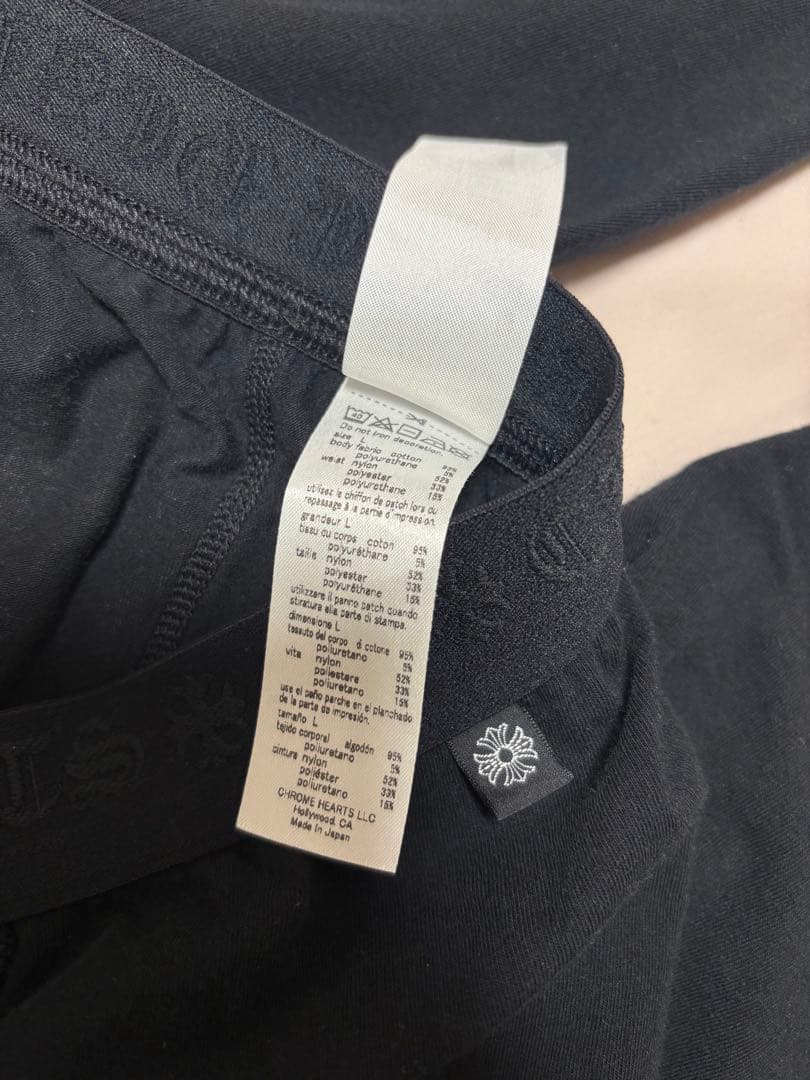 40
Do not iron decoration.
size L
body fabric cotton 95%
polyurethane 5%
nylon 52%
polyester 33%
polyurethane 15%
utilisez le chiffon de patch lors du
repassage à la partie d'impression.
grandeur L
tissu du corps coton 95%
polyuréthane 5%
taille nylon 52%
polyester 33%
polyuréthane 15%
utilizzare il panno patch quando
stiratura alla parte di stampa.
dimensione L
tessuto del corpo di cotone 95%
poliuretano 5%
vita nylon 52%
poliestere 33%
poliuretano 15%
use el paño parche en el planchado
de la parte de impresión.
tamaño L
tejido corporal algodón 95%
poliuretano 5%
cintura nylon 52%
poliéster 33%
poliuretano 15%
CHROME HEARTS LLC
Hollywood, CA
Made in Japan